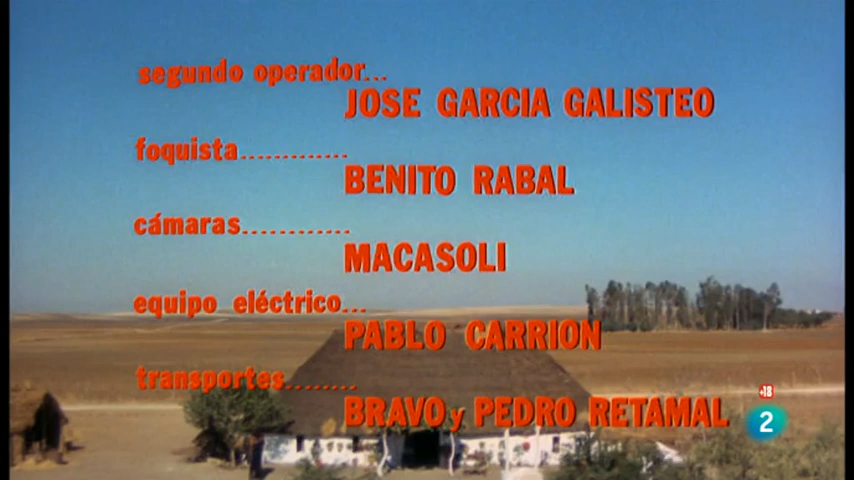 segundo operador...
JOSE GARCIA GALISTEO
foquista.............
BENITO RABAL
cámaras............
MACASOLI
equipo eléctrico...
PABLO CARRION
transportes........
BRAVO y PEDRO RETAMAL
+18
2